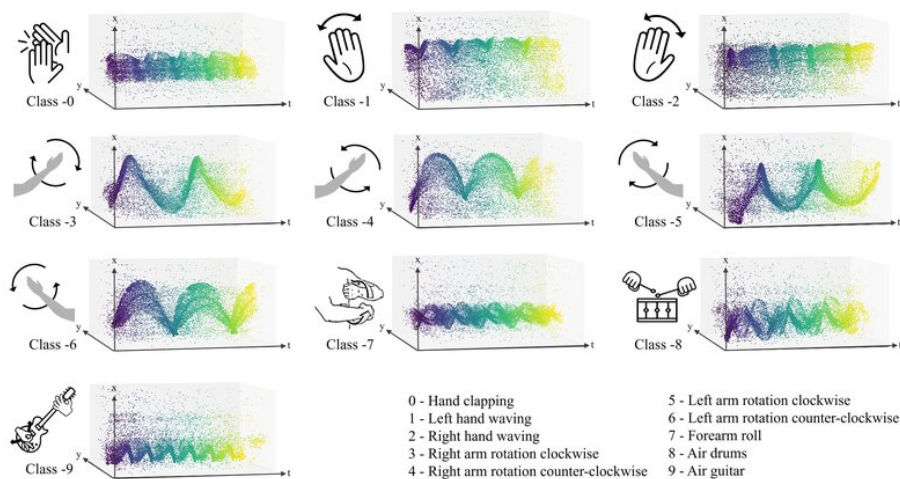 x
y
t
Class -0
x
y
t
Class -1
x
y
t
Class -2
x
y
t
Class -3
x
y
t
Class -4
x
y
t
Class -5
x
y
t
Class -6
x
y
t
Class -7
x
y
t
Class -8
x
y
t
Class -9
0 - Hand clapping
1 - Left hand waving
2 - Right hand waving
3 - Right arm rotation clockwise
4 - Right arm rotation counter-clockwise
5 - Left arm rotation clockwise
6 - Left arm rotation counter-clockwise
7 - Forearm roll
8 - Air drums
9 - Air guitar